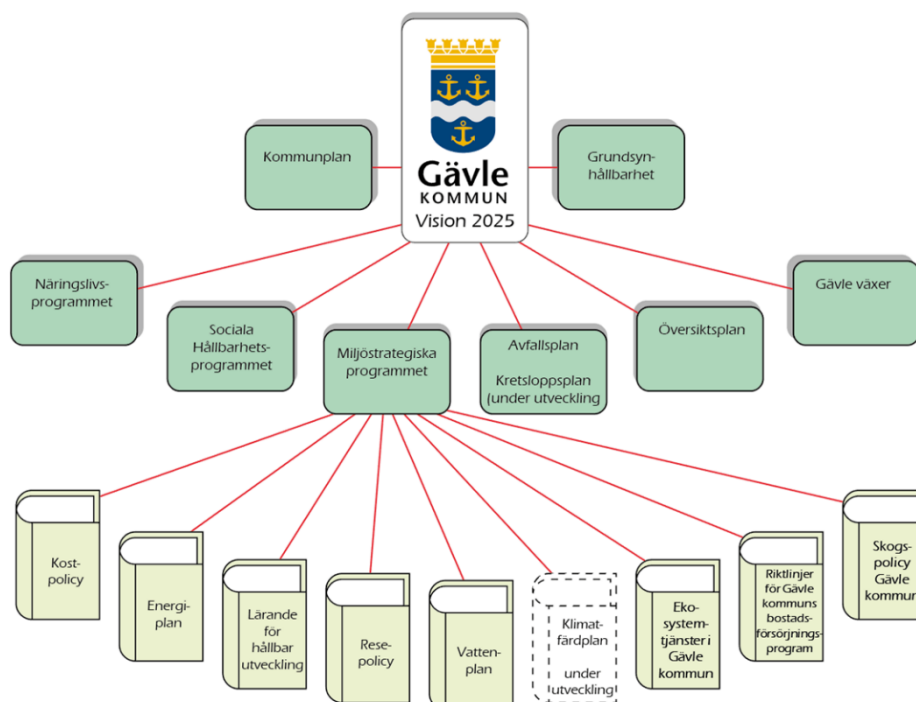 Gävle
KOMMUN
Vision 2025
Kommunplan
Grundsyn-
hållbarhet
Näringslivs-
programmet
Sociala
Hållbarhets-
programmet
Miljöstrategiska
programmet
Avfallsplan
Kretsloppsplan
(under utveckling
Översiktsplan
Gävle växer
Kost-
policy
Energi-
plan
Lärande
för
hållbar
utveckling
Rese-
policy
Vatten-
plan
Klimat-
färdplan
under
utveckling
Eko-
system-
tjänster i
Gävle
kommun
Riktlinjer
för Gävle
kommuns
bostads-
försörjnings-
program
Skogs-
policy
Gävle
kommun